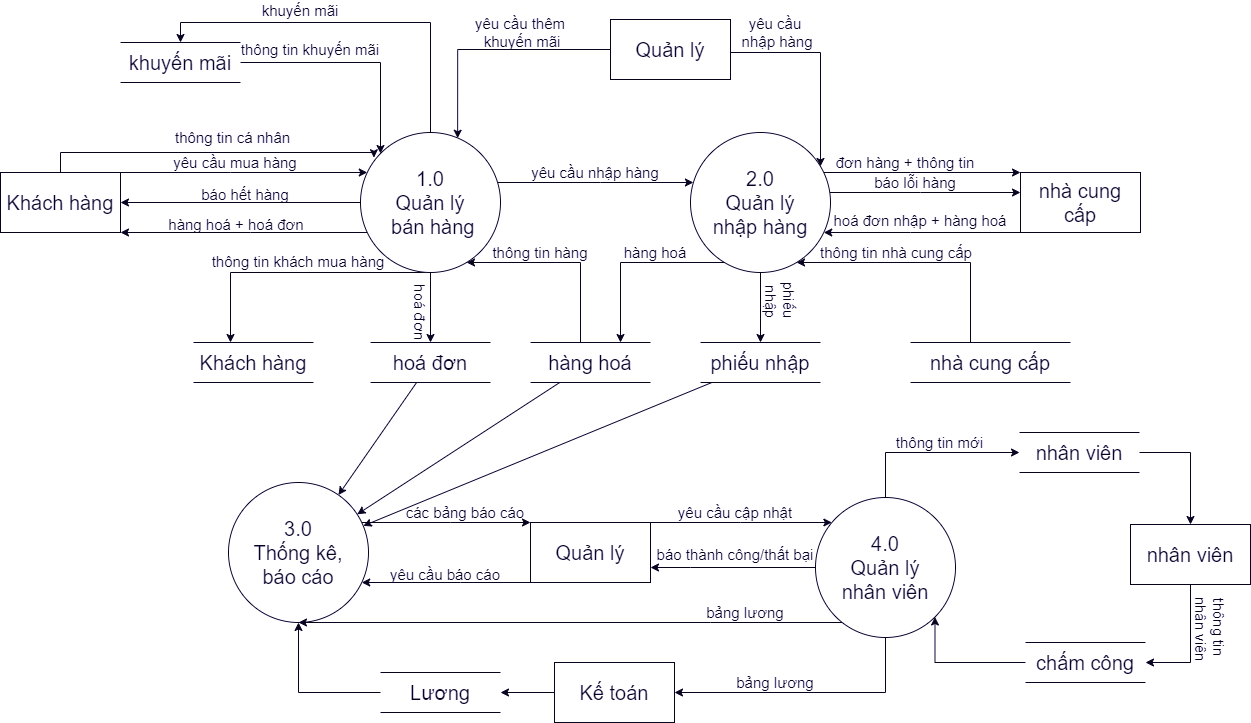 khuyến mãi
yêu cầu thêm
khuyến mãi
Quản lý
yêu cầu
nhập hàng
khuyến mãi
thông tin khuyến mãi
thông tin cá nhân
yêu cầu mua hàng
Khách hàng
báo hết hàng
hàng hoá + hoá đơn
1.0
Quản lý
bán hàng
yêu cầu nhập hàng
2.0
Quản lý
nhập hàng
đơn hàng + thông tin
báo lỗi hàng
hoá đơn nhập + hàng hoá
nhà cung
cấp
thông tin khách mua hàng
hoá đơn
thông tin hàng
hàng hoá
phiếu
nhập
thông tin nhà cung cấp
Khách hàng
hoá đơn
hàng hoá
phiếu nhập
nhà cung cấp
thông tin mới
nhân viên
3.0
Thống kê,
báo cáo
các bảng báo cáo
yêu cầu báo cáo
Quản lý
yêu cầu cập nhật
báo thành công/thất bại
4.0
Quản lý
nhân viên
nhân viên
thông tin
nhân viên
bảng lương
chấm công
Lương
Kế toán
bảng lương